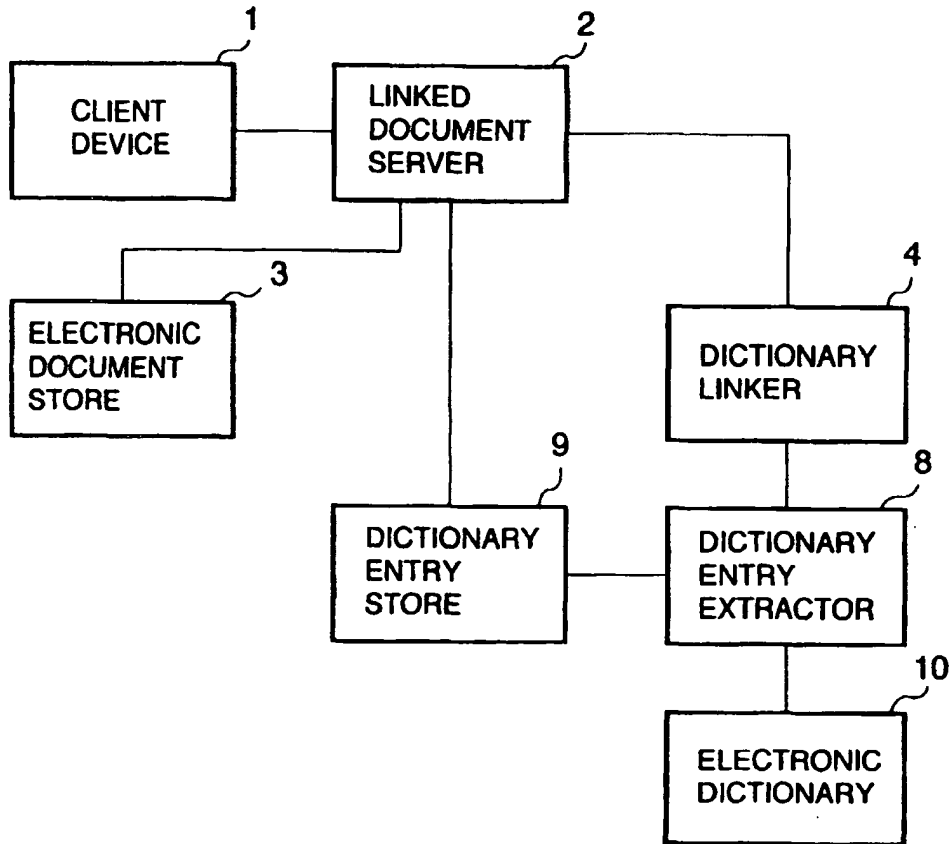 1
CLIENT
DEVICE
2
LINKED
DOCUMENT
SERVER
3
ELECTRONIC
DOCUMENT
STORE
4
DICTIONARY
LINKER
9
DICTIONARY
ENTRY
STORE
8
DICTIONARY
ENTRY
EXTRACTOR
10
ELECTRONIC
DICTIONARY